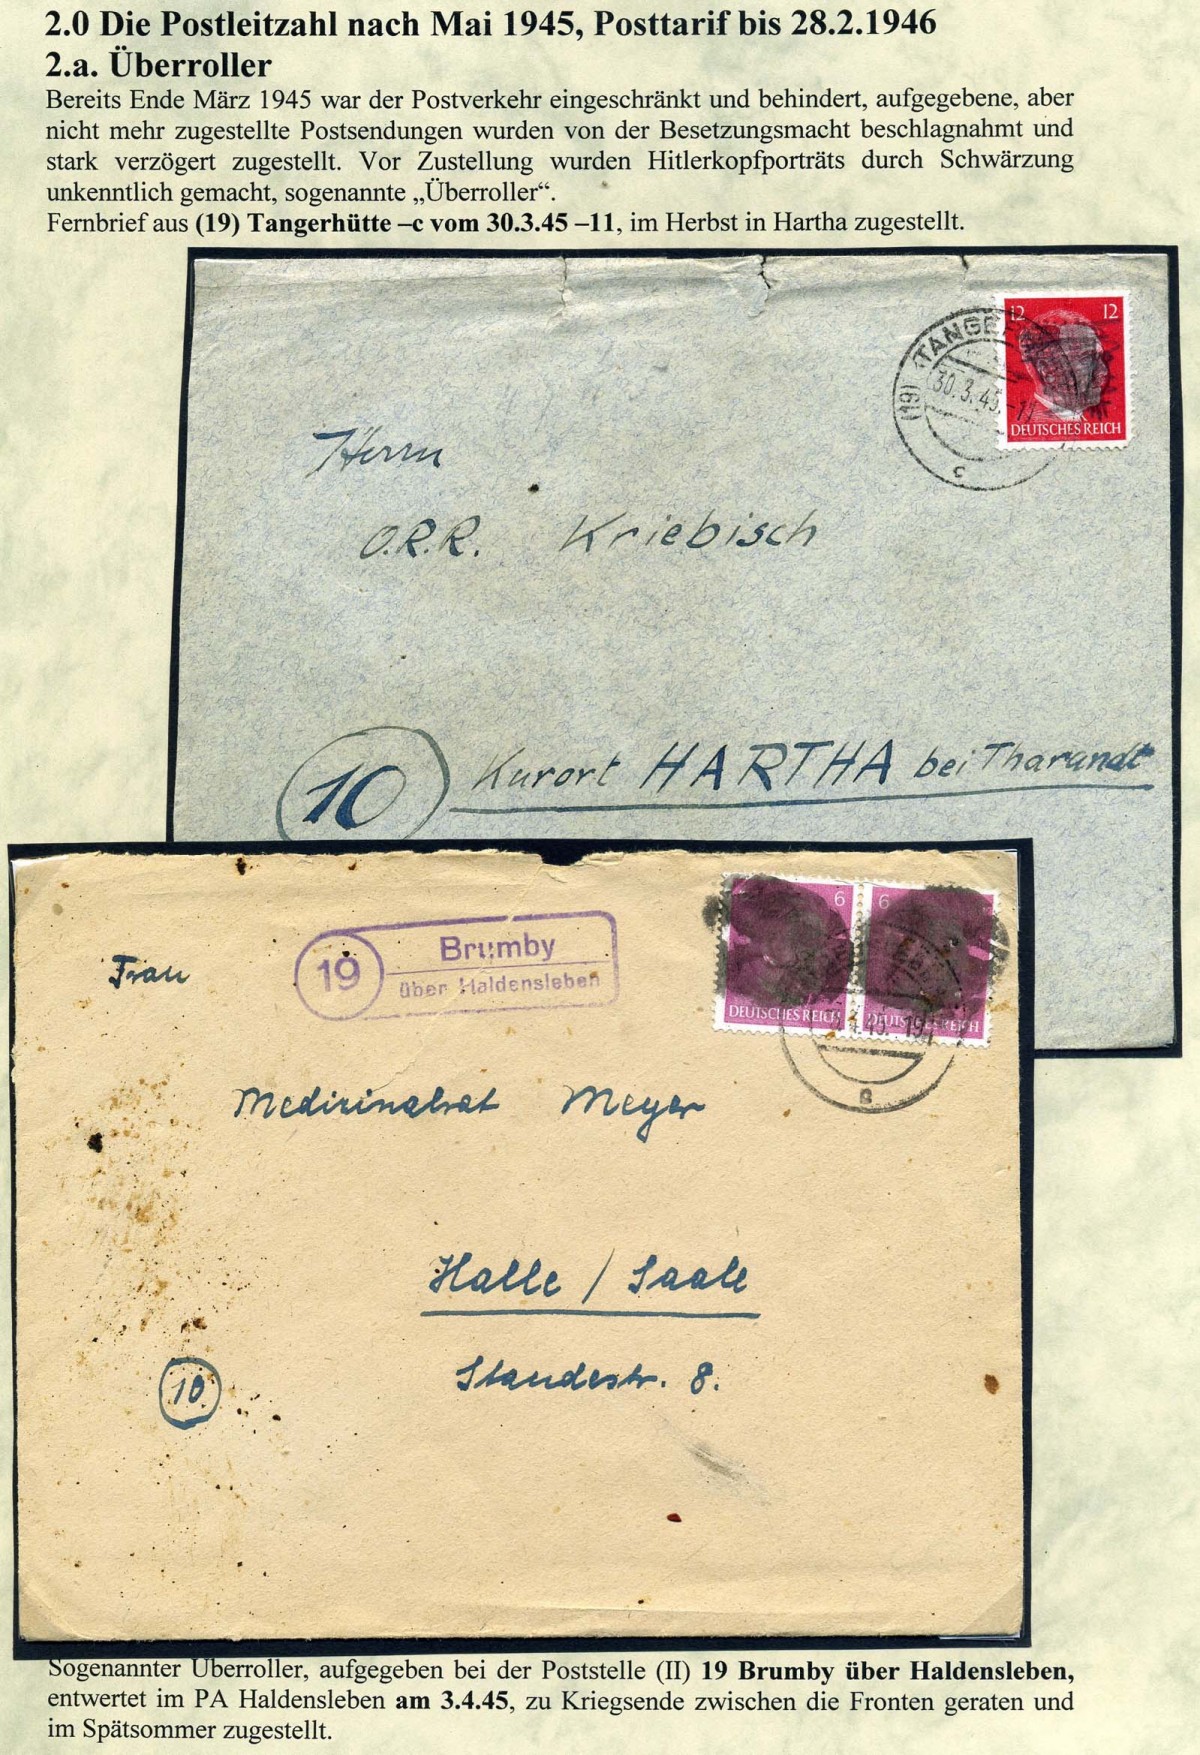 2.0 Die Postleitzahl nach Mai 1945, Posttarif bis 28.2.1946
2.a. Überroller
Bereits Ende März 1945 war der Postverkehr eingeschränkt und behindert, aufgegebene, aber
nicht mehr zugestellte Postsendungen wurden von der Besetzungsmacht beschlagnahmt und
stark verzögert zugestellt. Vor Zustellung wurden Hitlerkopfporträts durch Schwärzung
unkenntlich gemacht, sogenannte „Überroller“.
Fernbrief aus (19) Tangerhütte –c vom 30.3.45 –11, im Herbst in Hartha zugestellt.
12 12
DEUTSCHES REICH
(19)
30.3.45.
c
Herrn
O.R.R. Kriebisch
10 Kurort HARTHA bei Tharandt
6 6
DEUTSCHES REICH DEUTSCHES REICH
19 Brumby
über Haldensleben
Frau
Medizinalrat Meyer
Halle / Saale
10
Standestr. 8.
Sogenannter Überroller, aufgegeben bei der Poststelle (II) 19 Brumby über Haldensleben,
entwertet im PA Haldensleben am 3.4.45, zu Kriegsende zwischen die Fronten geraten und
im Spätsommer zugestellt.